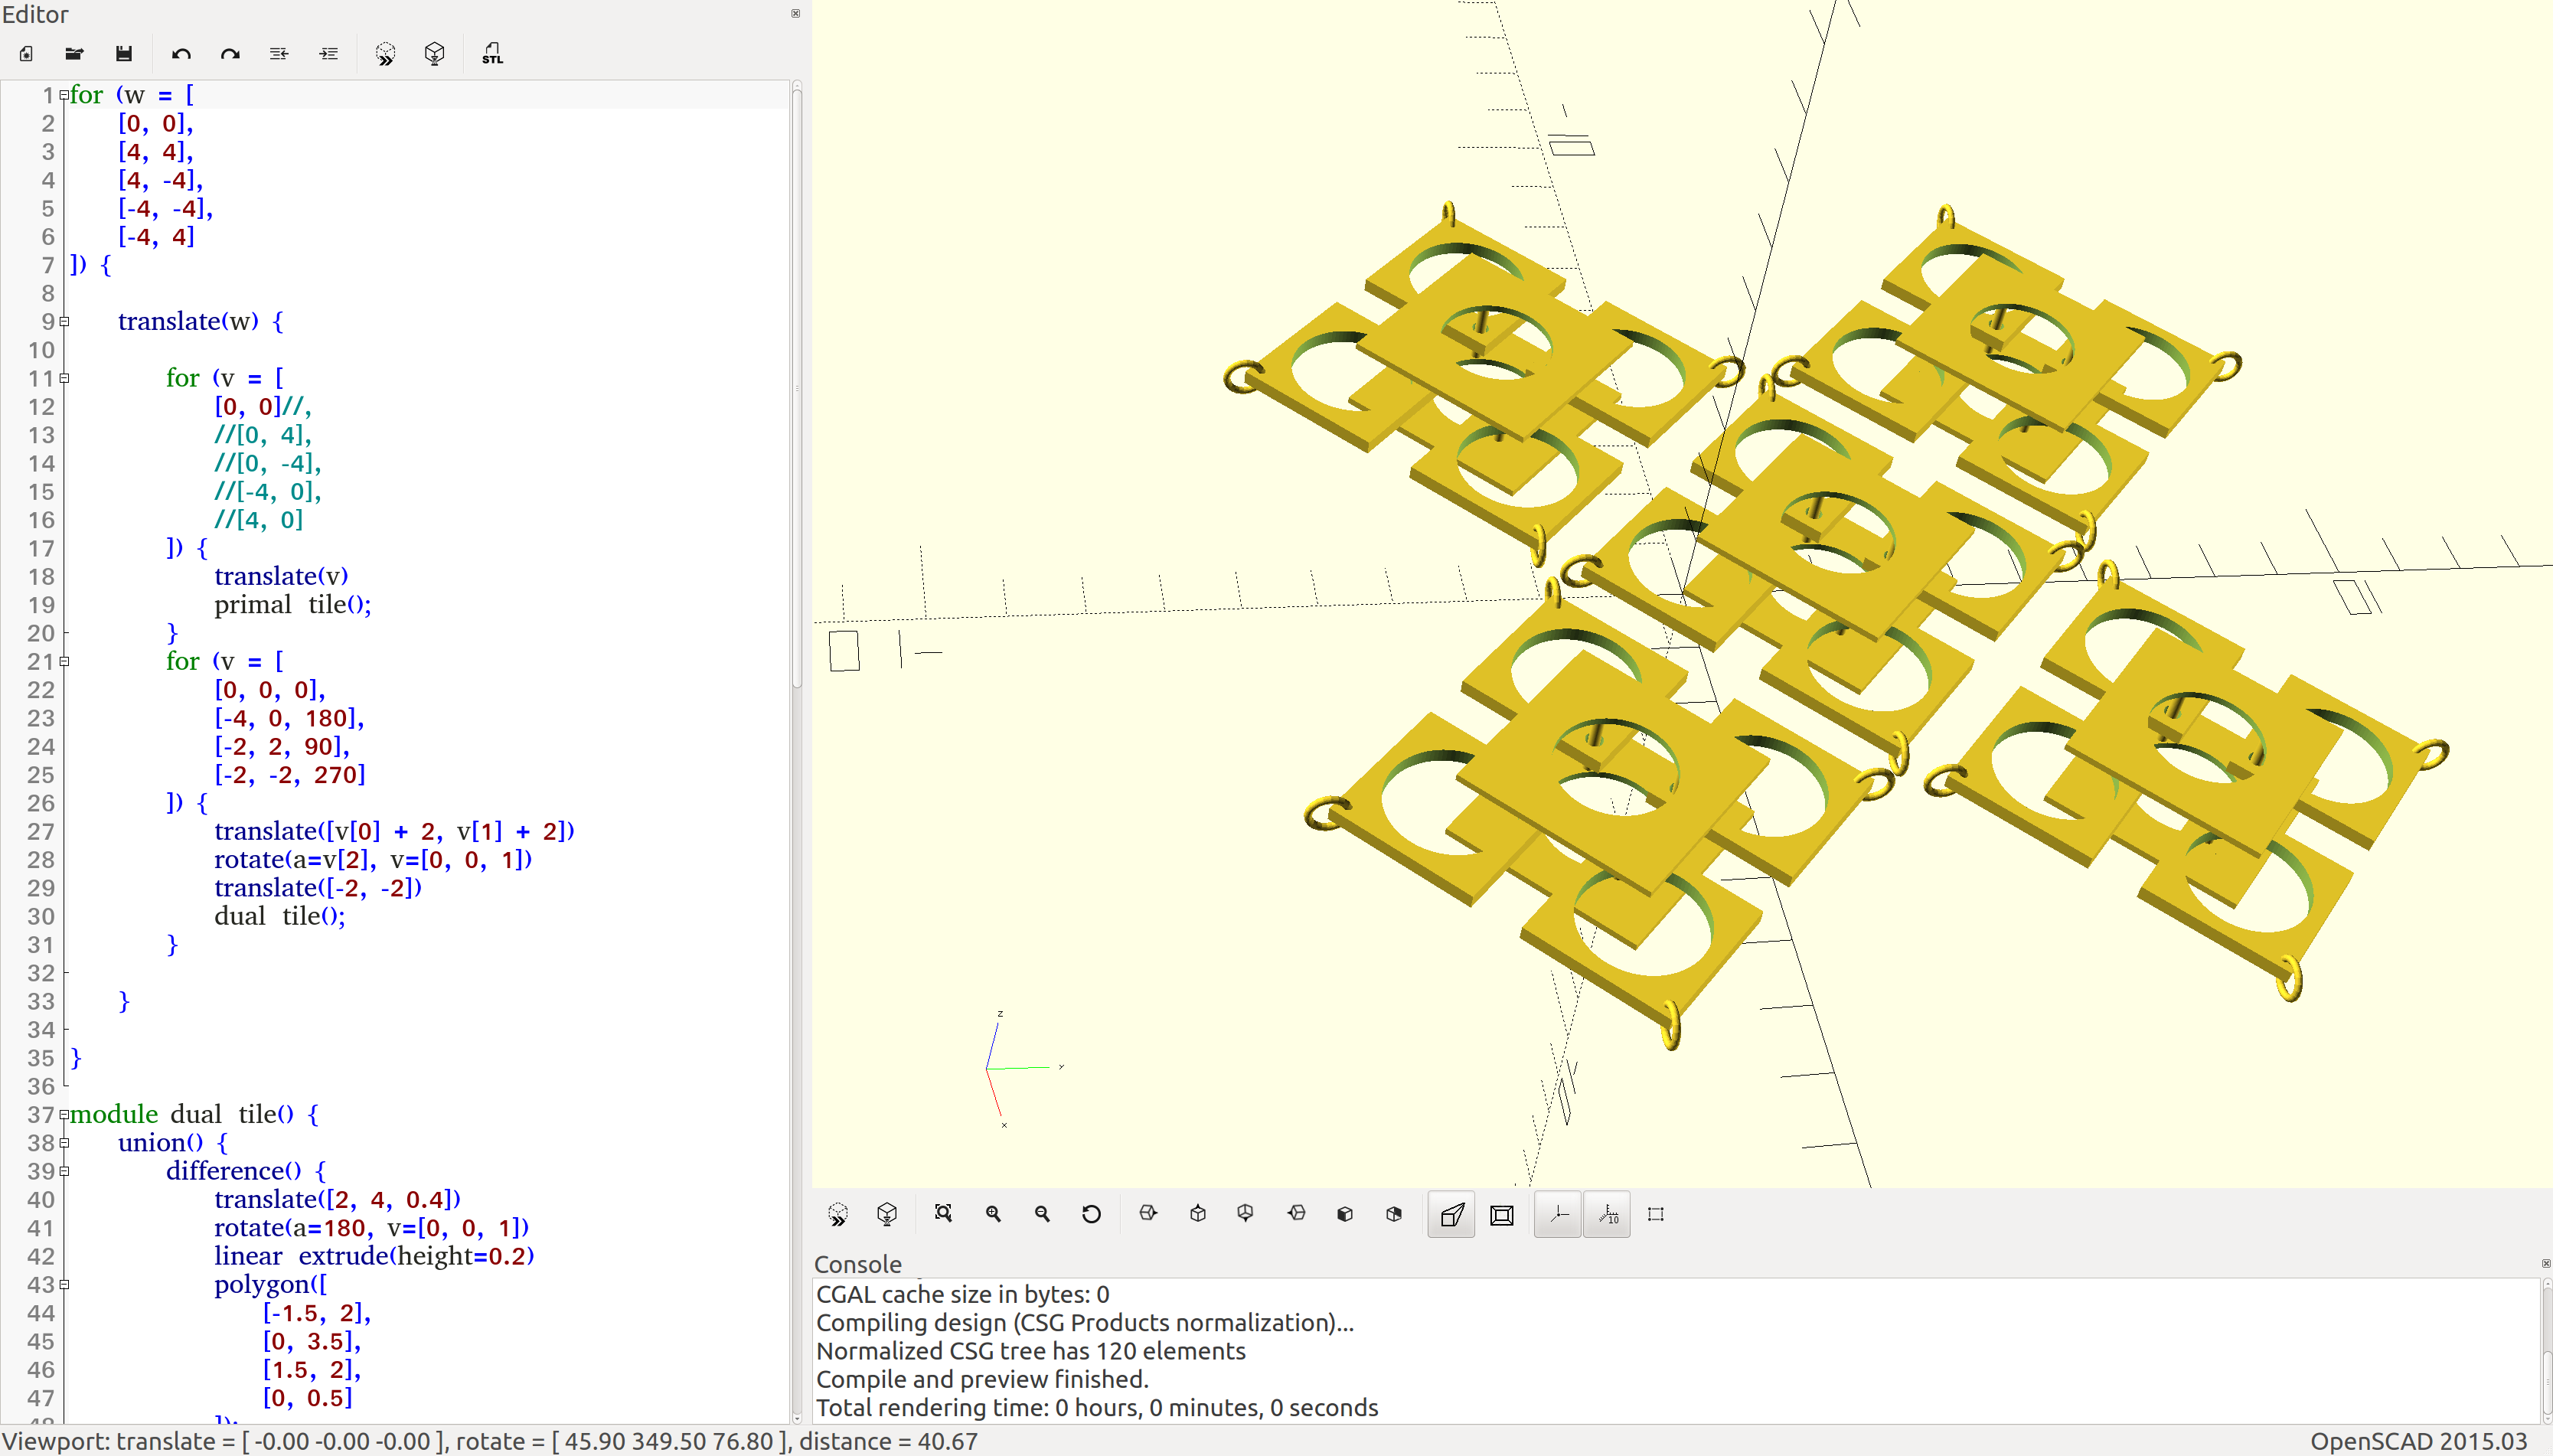 Editor
STL
1 for (w = [
2 [0, 0],
3 [4, 4],
4 [4, -4],
5 [-4, -4],
6 [-4, 4]
7 ]) {
8
9 translate(w) {
10
11 for (v = [
12 [0, 0]//,
13 //[0, 4],
14 //[0, -4],
15 //[-4, 0],
16 //[4, 0]
17 ]) {
18 translate(v)
19 primal tile();
20 }
21 for (v = [
22 [0, 0, 0],
23 [-4, 0, 180],
24 [-2, 2, 90],
25 [-2, -2, 270]
26 ]) {
27 translate([v[0] + 2, v[1] + 2])
28 rotate(a=v[2], v=[0, 0, 1])
29 translate([-2, -2])
30 dual tile();
31 }
32
33 }
34
35 }
36
37 module dual tile() {
38 union() {
39 difference() {
40 translate([2, 4, 0.4])
41 rotate(a=180, v=[0, 0, 1])
42 linear extrude(height=0.2)
43 polygon([
44 [-1.5, 2],
45 [0, 3.5],
46 [1.5, 2],
47 [0, 0.5]
48 ]);
z
y
x
10
Console
CGAL cache size in bytes: 0
Compiling design (CSG Products normalization)...
Normalized CSG tree has 120 elements
Compile and preview finished.
Total rendering time: 0 hours, 0 minutes, 0 seconds
Viewport: translate = [ -0.00 -0.00 -0.00 ], rotate = [ 45.90 349.50 76.80 ], distance = 40.67
OpenSCAD 2015.03